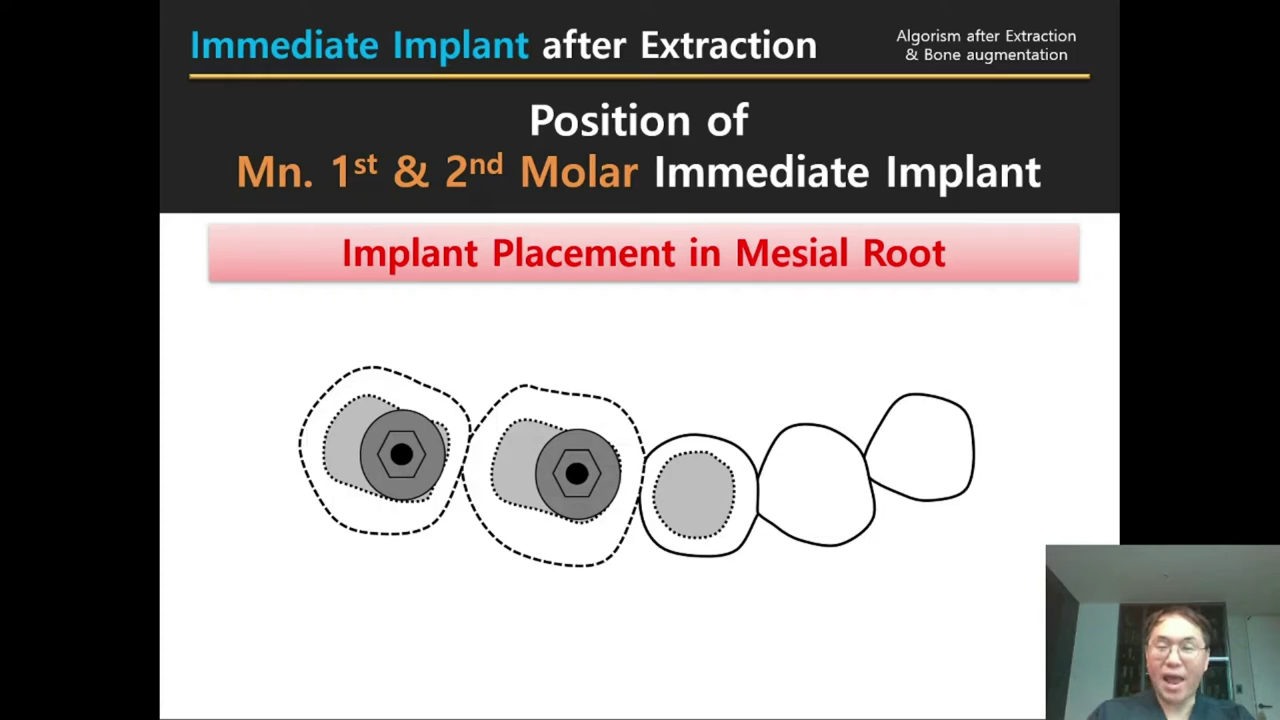 Immediate Implant after Extraction
Algorism after Extraction
& Bone augmentation
Position of
Mn. 1st & 2nd Molar Immediate Implant
Implant Placement in Mesial Root